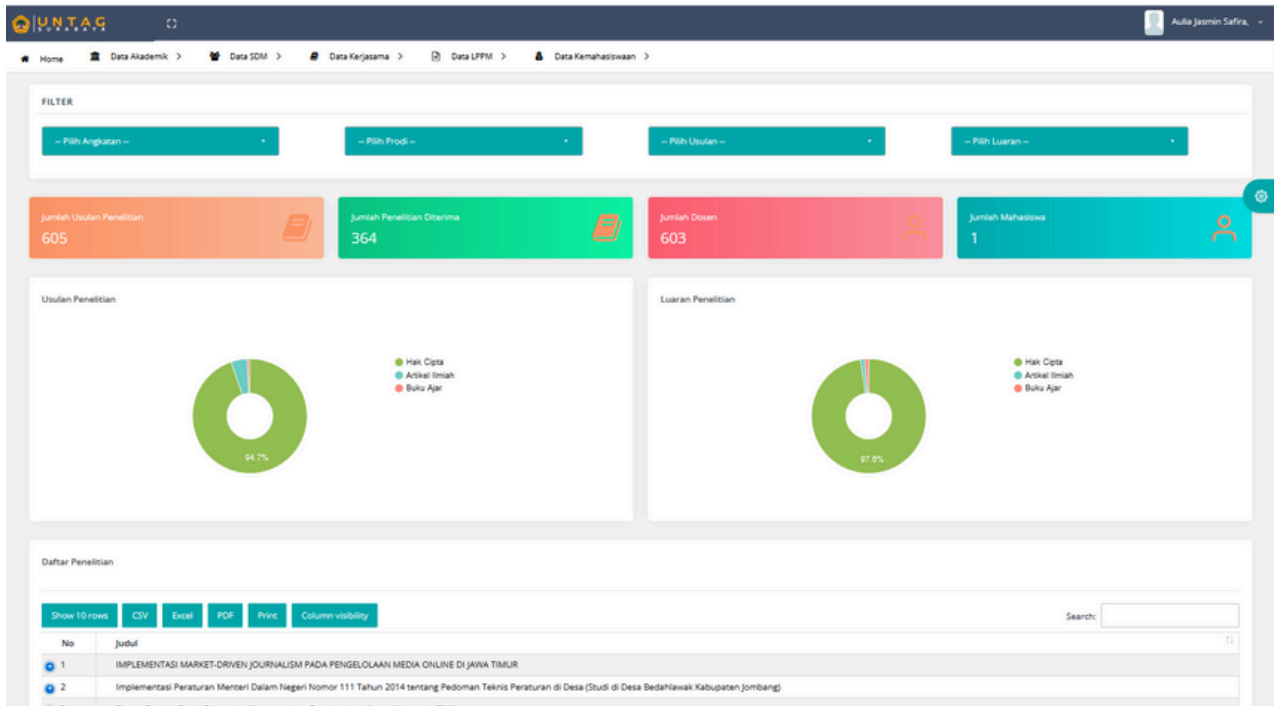 UNTAG
SURABAYA
Aulia Jasmin Safira,
Home
Data Akademik
Data SDM
Data Kerjasama
Data LPPM
Data Kemahasiswaan
FILTER
-- Pilih Angkatan --
-- Pilih Prodi --
-- Pilih Usulan --
-- Pilih Luaran --
Jumlah Usulan Penelitian
605
Jumlah Penelitian Diterima
364
Jumlah Dosen
603
Jumlah Mahasiswa
1
Usulan Penelitian
Hak Cipta
Artikel Ilmiah
Buku Ajar
94.7%
Luaran Penelitian
Hak Cipta
Artikel Ilmiah
Buku Ajar
97.6%
Daftar Penelitian
Show 10 rows
CSV
Excel
PDF
Print
Column visibility
Search:
No Judul
1 IMPLEMENTASI MARKET-DRIVEN JOURNALISM PADA PENGELOLAAN MEDIA ONLINE DI JAWA TIMUR
2 Implementasi Peraturan Menteri Dalam Negeri Nomor 111 Tahun 2014 tentang Pedoman Teknis Peraturan di Desa (Studi di Desa Bedahlawak Kabupaten Jombang)